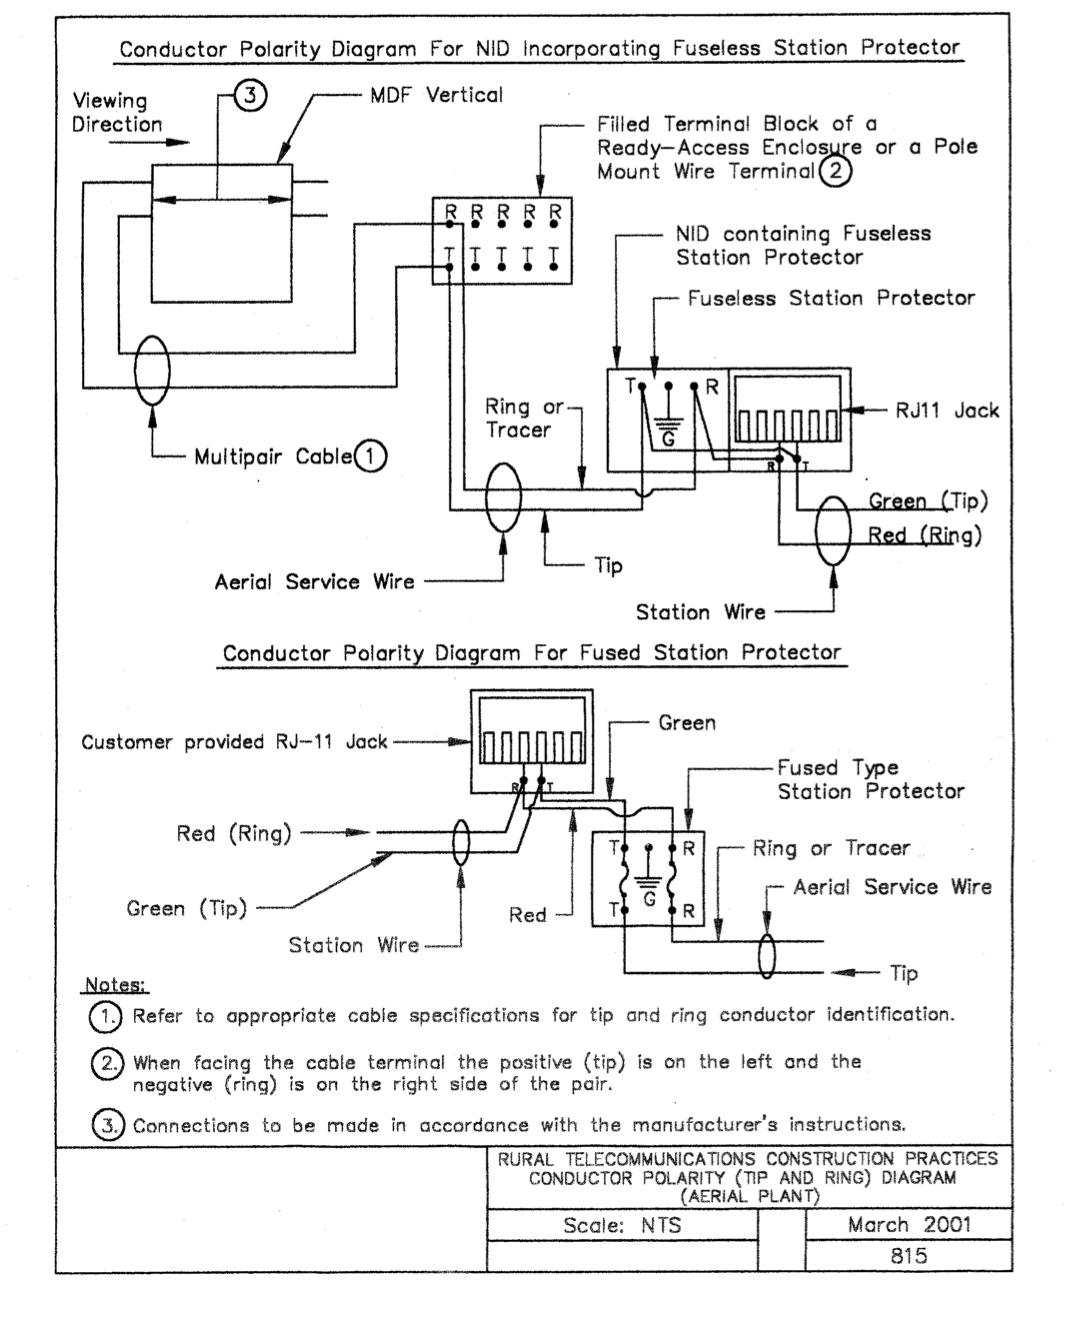 Conductor Polarity Diagram For NID Incorporating Fuseless Station Protector
Viewing
Direction
3
MDF Vertical
Filled Terminal Block of a
Ready-Access Enclosure or a Pole
Mount Wire Terminal 2
R R R R R
T T T T T
NID containing Fuseless
Station Protector
Fuseless Station Protector
T R
G
RJ11 Jack
R T
Ring or
Tracer
Multipair Cable 1
Green (Tip)
Red (Ring)
Tip
Aerial Service Wire
Station Wire
Conductor Polarity Diagram For Fused Station Protector
Green
Customer provided RJ-11 Jack
R T
Fused Type
Station Protector
Red (Ring)
T R
G
T R
Ring or Tracer
Aerial Service Wire
Green (Tip)
Red
Station Wire
Tip
Notes:
1. Refer to appropriate cable specifications for tip and ring conductor identification.
2. When facing the cable terminal the positive (tip) is on the left and the
negative (ring) is on the right side of the pair.
3. Connections to be made in accordance with the manufacturer's instructions.
RURAL TELECOMMUNICATIONS CONSTRUCTION PRACTICES
CONDUCTOR POLARITY (TIP AND RING) DIAGRAM
(AERIAL PLANT)
Scale: NTS
March 2001
815